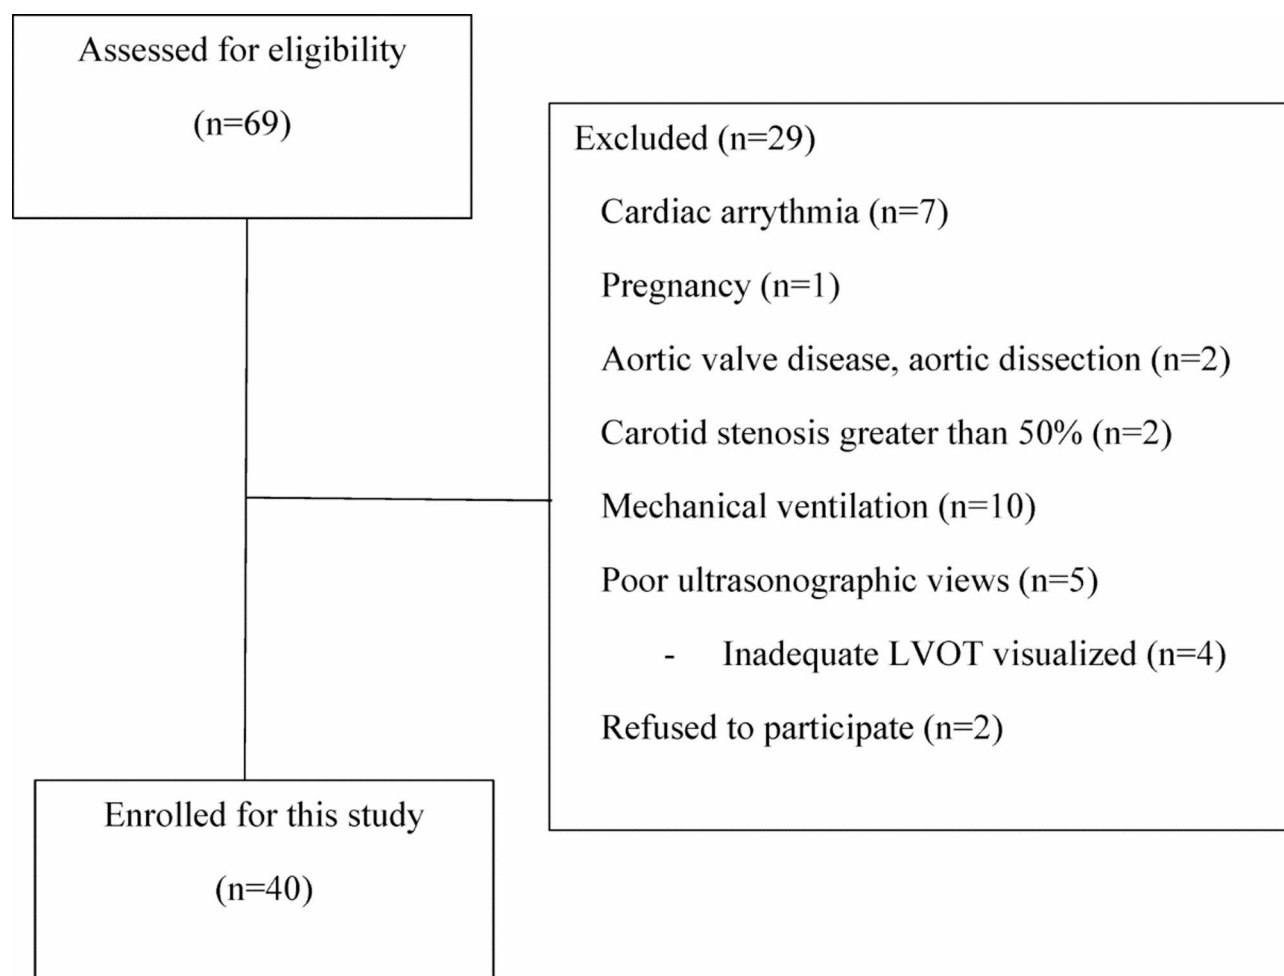 Assessed for eligibility
(n=69)
Excluded (n=29)
Cardiac arrythmia (n=7)
Pregnancy (n=1)
Aortic valve disease, aortic dissection (n=2)
Carotid stenosis greater than 50% (n=2)
Mechanical ventilation (n=10)
Poor ultrasonographic views (n=5)
- Inadequate LVOT visualized (n=4)
Refused to participate (n=2)
Enrolled for this study
(n=40)